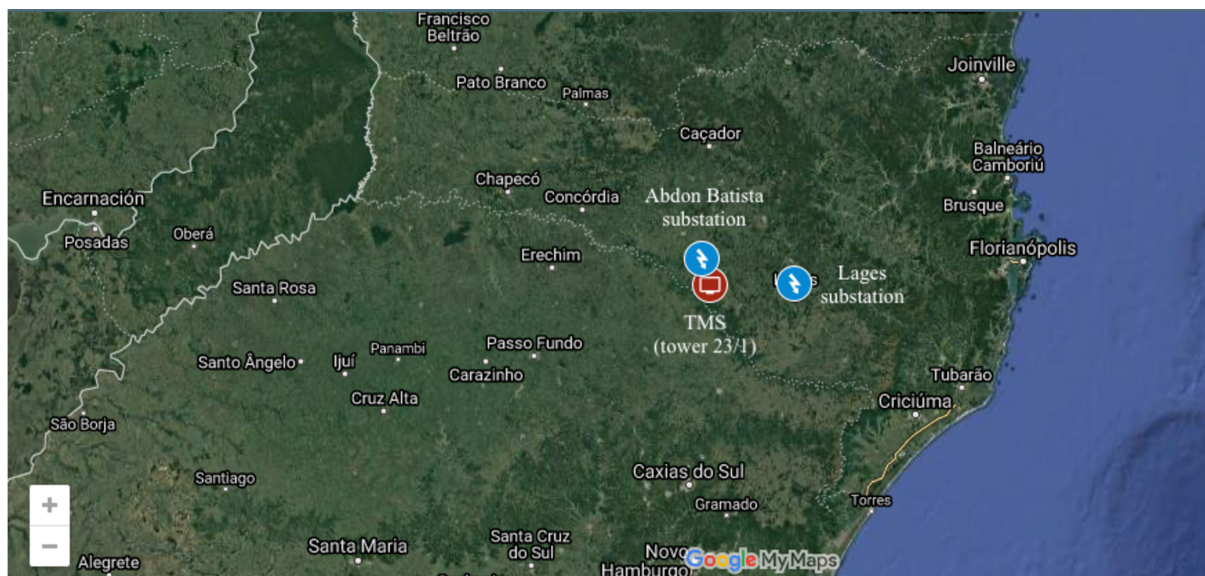 Francisco
Beltrão
Joinville
Pato Branco
Palmas
Caçador
Balneário
Camboriú
Chapecó
Concórdia
Abdon Batista
substation
Encarnación
Brusque
Posadas
Oberá
Florianópolis
Erechim
Santa Rosa
Lages
substation
TMS
(tower 23/1)
Passo Fundo
Panambi
Santo Ângelo
Ijuí
Carazinho
Tubarão
Cruz Alta
Criciúma
São Borja
Caxias do Sul
Santiago
Gramado
Torres
+
−
Santa Cruz
do Sul
Santa Maria
Novo
Hamburgo
Google My Maps
Alegrete